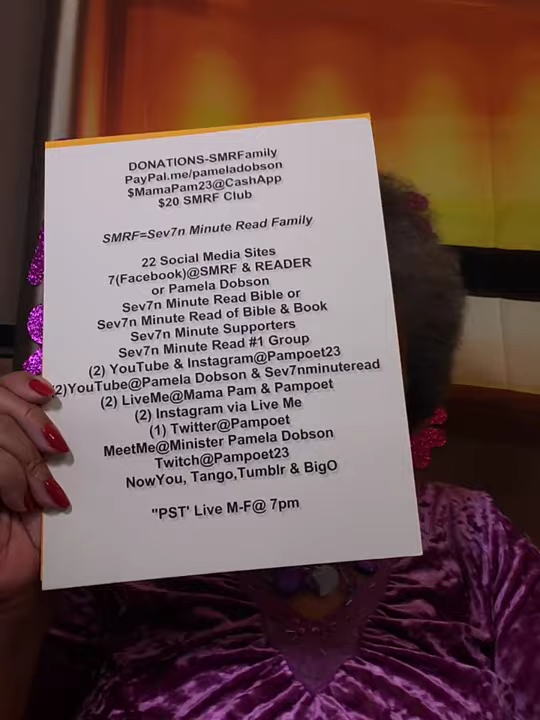 DONATIONS-SMRFamily
PayPal.me/pameladobson
$MamaPam23@CashApp
$20 SMRF Club
SMRF=Sev7n Minute Read Family
22 Social Media Sites
7(Facebook)@SMRF & READER
or Pamela Dobson
Sev7n Minute Read Bible or
Sev7n Minute Read of Bible & Book
Sev7n Minute Supporters
Sev7n Minute Read #1 Group
(2) YouTube & Instagram@Pampoet23
2)YouTube@Pamela Dobson & Sev7nminuteread
(2) LiveMe@Mama Pam & Pampoet
(2) Instagram via Live Me
(1) Twitter@Pampoet
MeetMe@Minister Pamela Dobson
Twitch@Pampoet23
NowYou, Tango,Tumblr & BigO
"PST' Live M-F@ 7pm